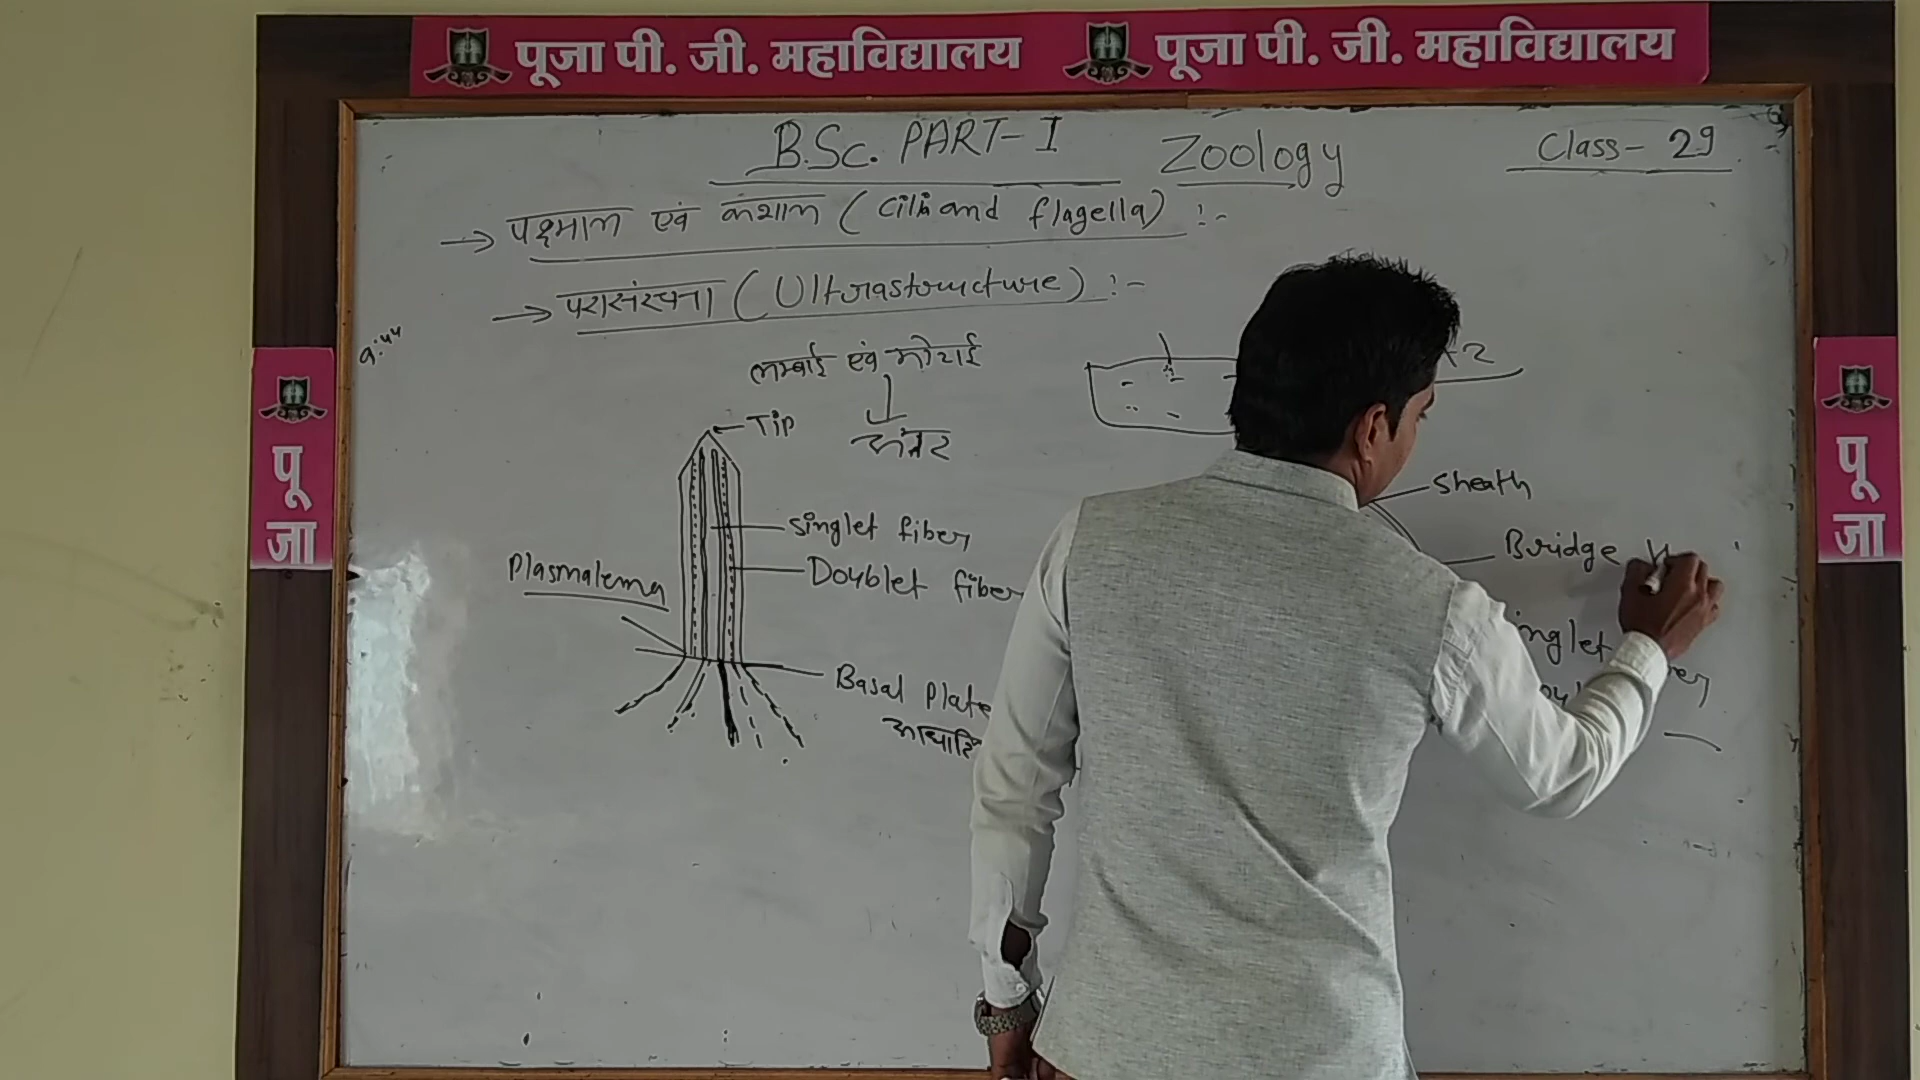 पूजा पी. जी. महाविद्यालय पूजा पी. जी. महाविद्यालय
B.Sc. PART-I Zoology Class- 29
→ पक्ष्माभ एवं कशाभ (Cilia and flagella) :-
→ परासंरचना (Ultrastructure) :-
लम्बाई एवं मोटाई
अंतर
Tip
Sheath
Singlet fiber
Bridge
Plasmalema
Doublet fiber
Basal Plate
पूजा
पूजा